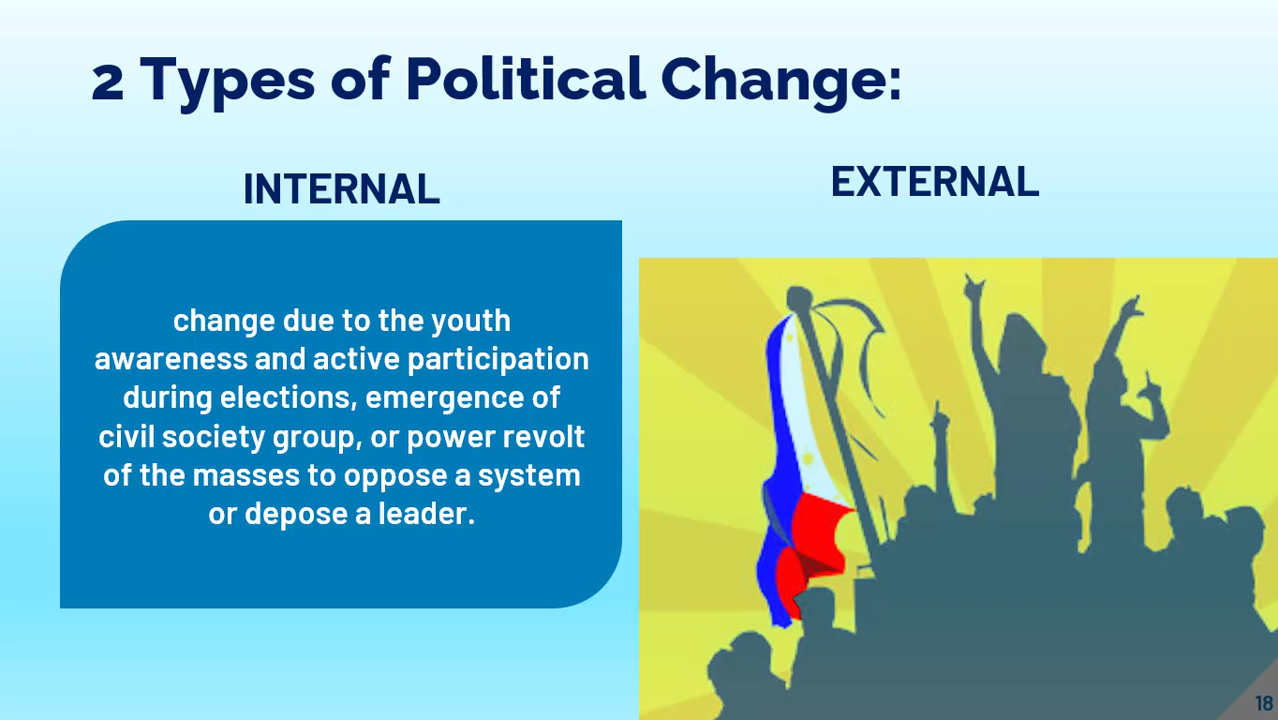 2 Types of Political Change:
INTERNAL
EXTERNAL
change due to the youth
awareness and active participation
during elections, emergence of
civil society group, or power revolt
of the masses to oppose a system
or depose a leader.
18